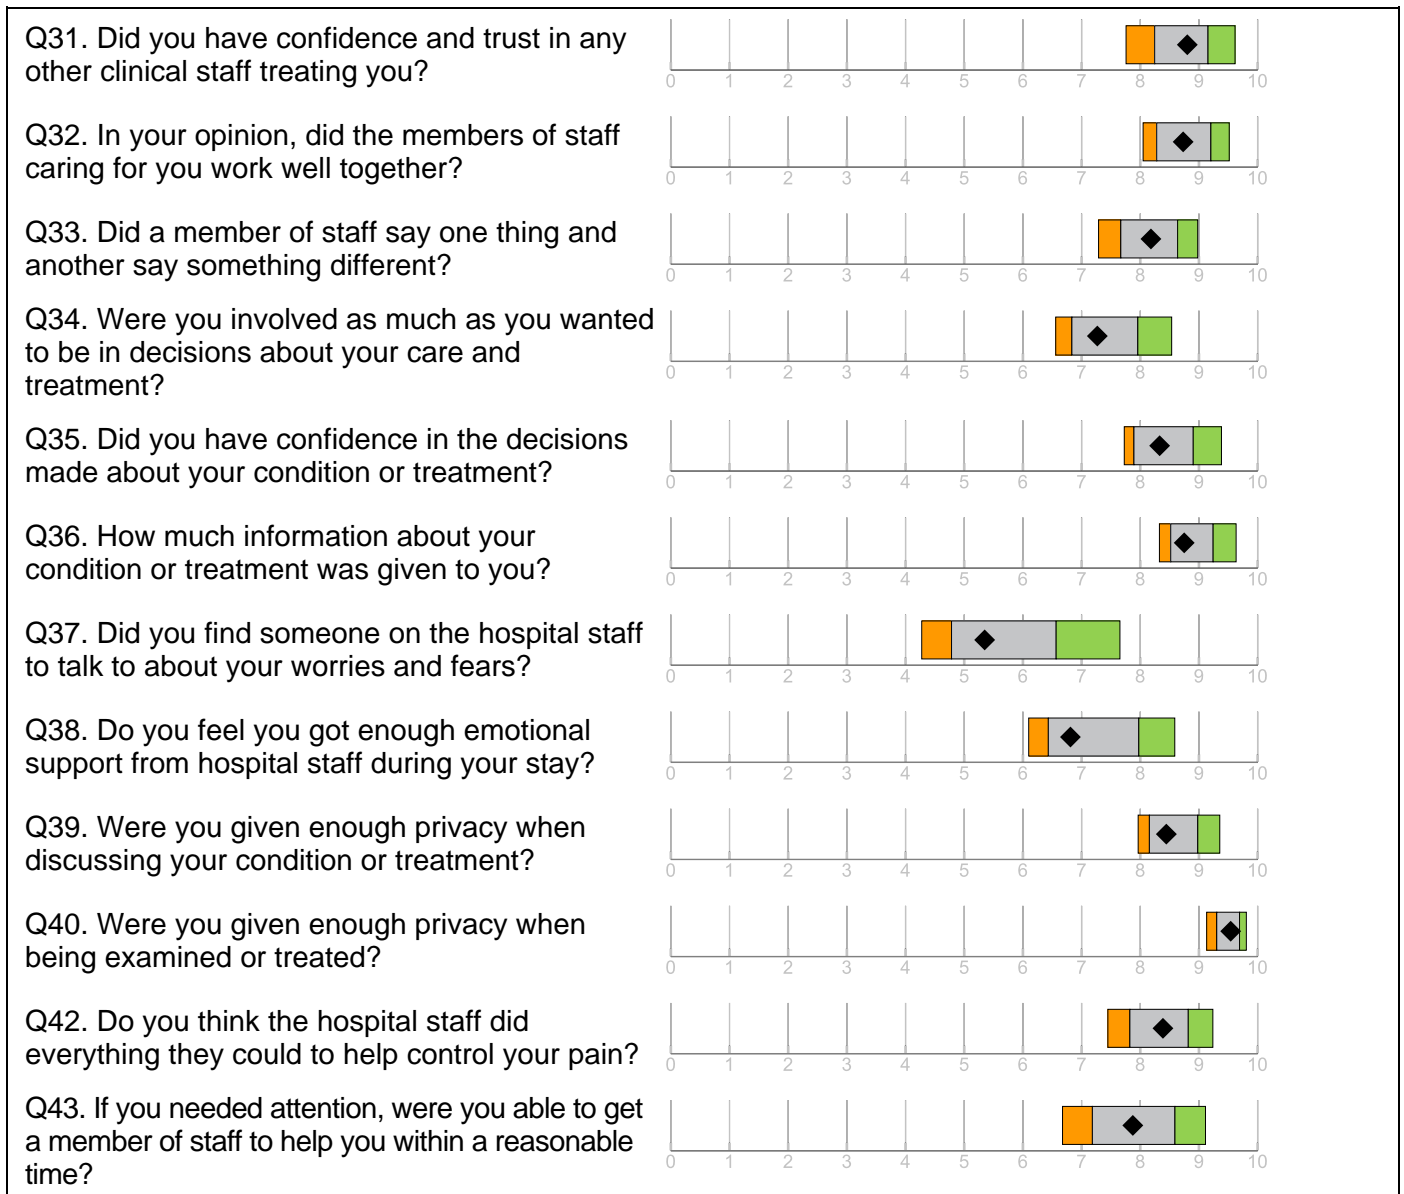 Q31. Did you have confidence and trust in any
other clinical staff treating you?
0 1 2 3 4 5 6 7 8 9 10
Q32. In your opinion, did the members of staff
caring for you work well together?
0 1 2 3 4 5 6 7 8 9 10
Q33. Did a member of staff say one thing and
another say something different?
0 1 2 3 4 5 6 7 8 9 10
Q34. Were you involved as much as you wanted
to be in decisions about your care and
treatment?
0 1 2 3 4 5 6 7 8 9 10
Q35. Did you have confidence in the decisions
made about your condition or treatment?
0 1 2 3 4 5 6 7 8 9 10
Q36. How much information about your
condition or treatment was given to you?
0 1 2 3 4 5 6 7 8 9 10
Q37. Did you find someone on the hospital staff
to talk to about your worries and fears?
0 1 2 3 4 5 6 7 8 9 10
Q38. Do you feel you got enough emotional
support from hospital staff during your stay?
0 1 2 3 4 5 6 7 8 9 10
Q39. Were you given enough privacy when
discussing your condition or treatment?
0 1 2 3 4 5 6 7 8 9 10
Q40. Were you given enough privacy when
being examined or treated?
0 1 2 3 4 5 6 7 8 9 10
Q42. Do you think the hospital staff did
everything they could to help control your pain?
0 1 2 3 4 5 6 7 8 9 10
Q43. If you needed attention, were you able to get
a member of staff to help you within a reasonable
time?
0 1 2 3 4 5 6 7 8 9 10